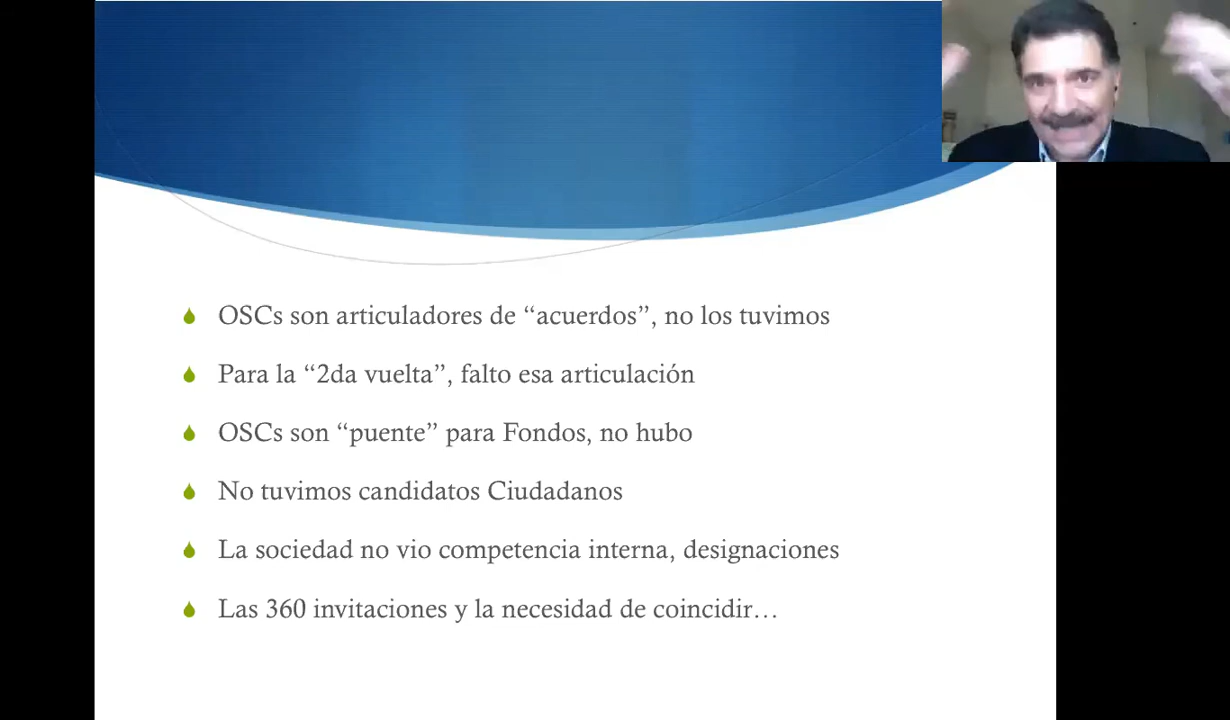 OSCs son articuladores de “acuerdos”, no los tuvimos
Para la “2da vuelta”, falto esa articulación
OSCs son “puente” para Fondos, no hubo
No tuvimos candidatos Ciudadanos
La sociedad no vio competencia interna, designaciones
Las 360 invitaciones y la necesidad de coincidir…